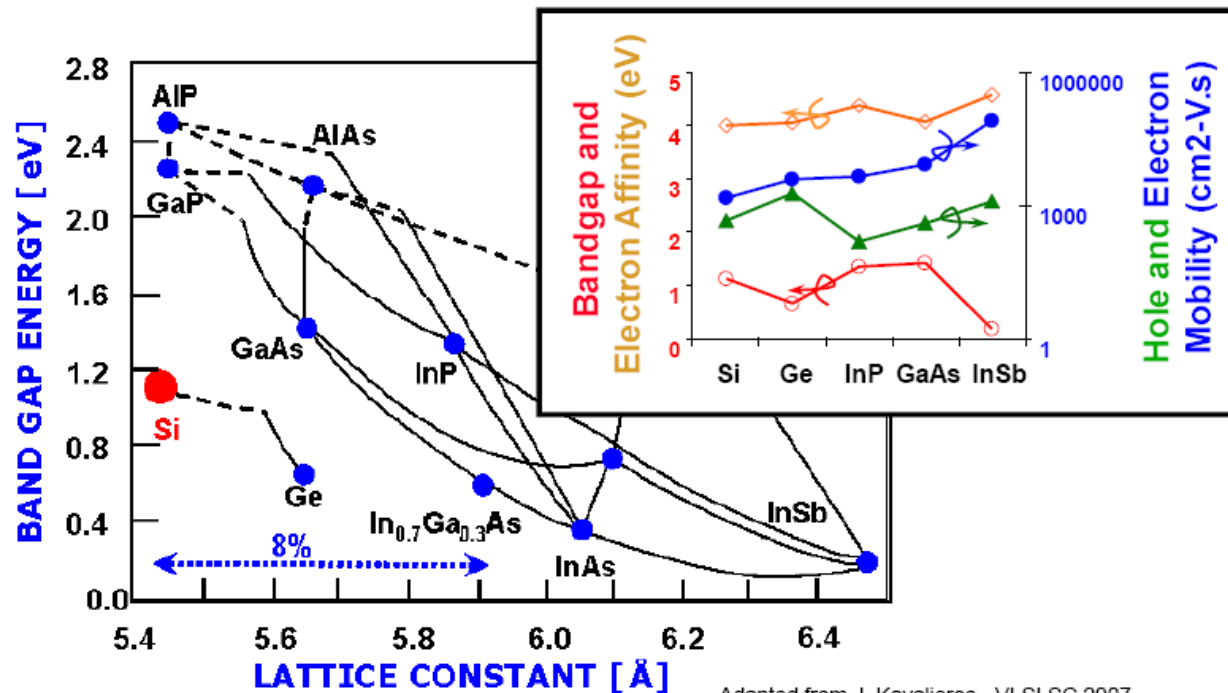 BAND GAP ENERGY [eV]
2.8
2.4
2.0
1.6
1.2
0.8
0.4
0.0
AlP
AlAs
GaP
GaAs
InP
Si
Ge
In0.7Ga0.3As
InAs
InSb
8%
5.4 5.6 5.8 6.0 6.2 6.4
LATTICE CONSTANT [Å]
Bandgap and
Electron Affinity (eV)
5
4
3
2
1
0
Si Ge InP GaAs InSb
1000000
1000
1
Hole and Electron
Mobility (cm2-V.s)